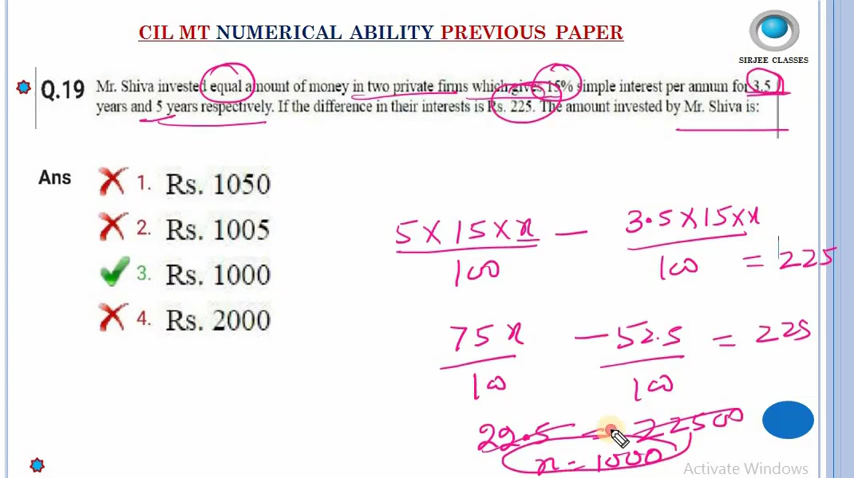 CIL MT NUMERICAL ABILITY PREVIOUS PAPER
SIRJEE CLASSES
Q.19 Mr. Shiva invested equal amount of money in two private firms which gives 15% simple interest per annum for 3.5
years and 5 years respectively. If the difference in their interests is Rs. 225. The amount invested by Mr. Shiva is:
Ans
1. Rs. 1050
2. Rs. 1005
3. Rs. 1000
4. Rs. 2000
5 × 15 × x — 3.5 × 15 × x
100 100 = 225
75 x — 52.5 = 225
100 100
22.5 = 22500
x = 1000
Activate Windows